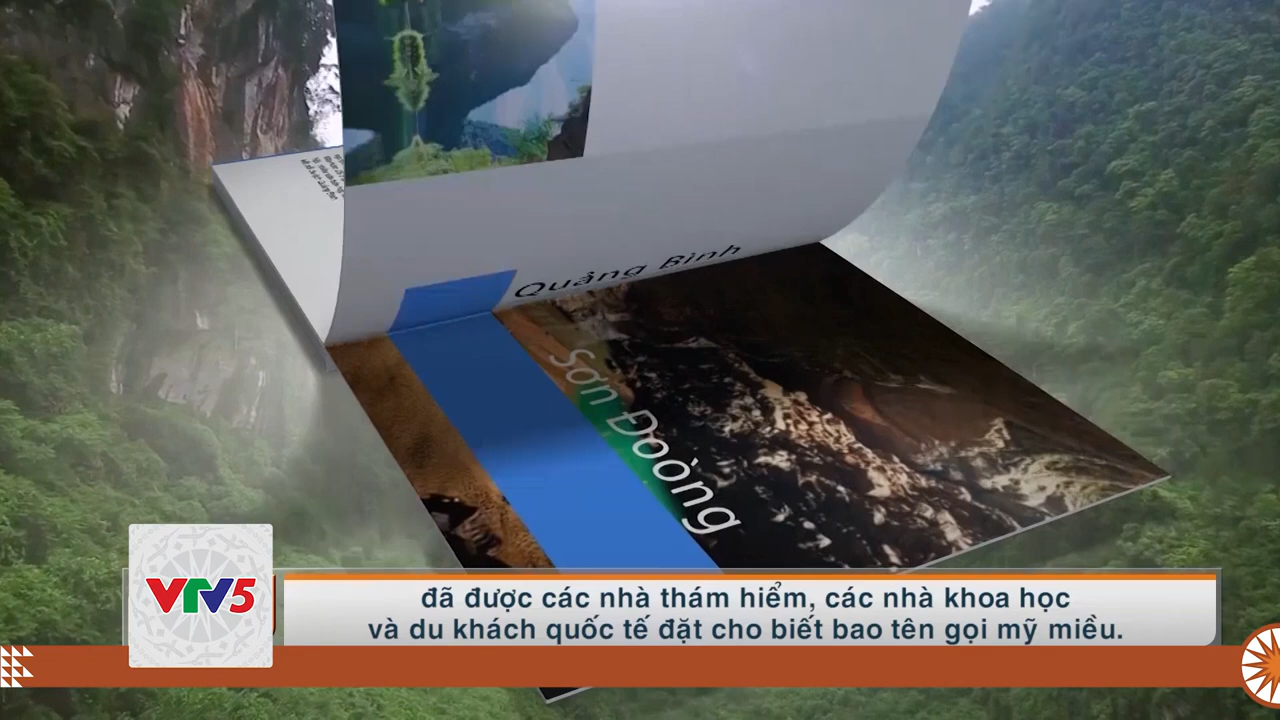 Quảng Bình
Sơn Đoòng
VTV5
đã được các nhà thám hiểm, các nhà khoa học
và du khách quốc tế đặt cho biết bao tên gọi mỹ miều.